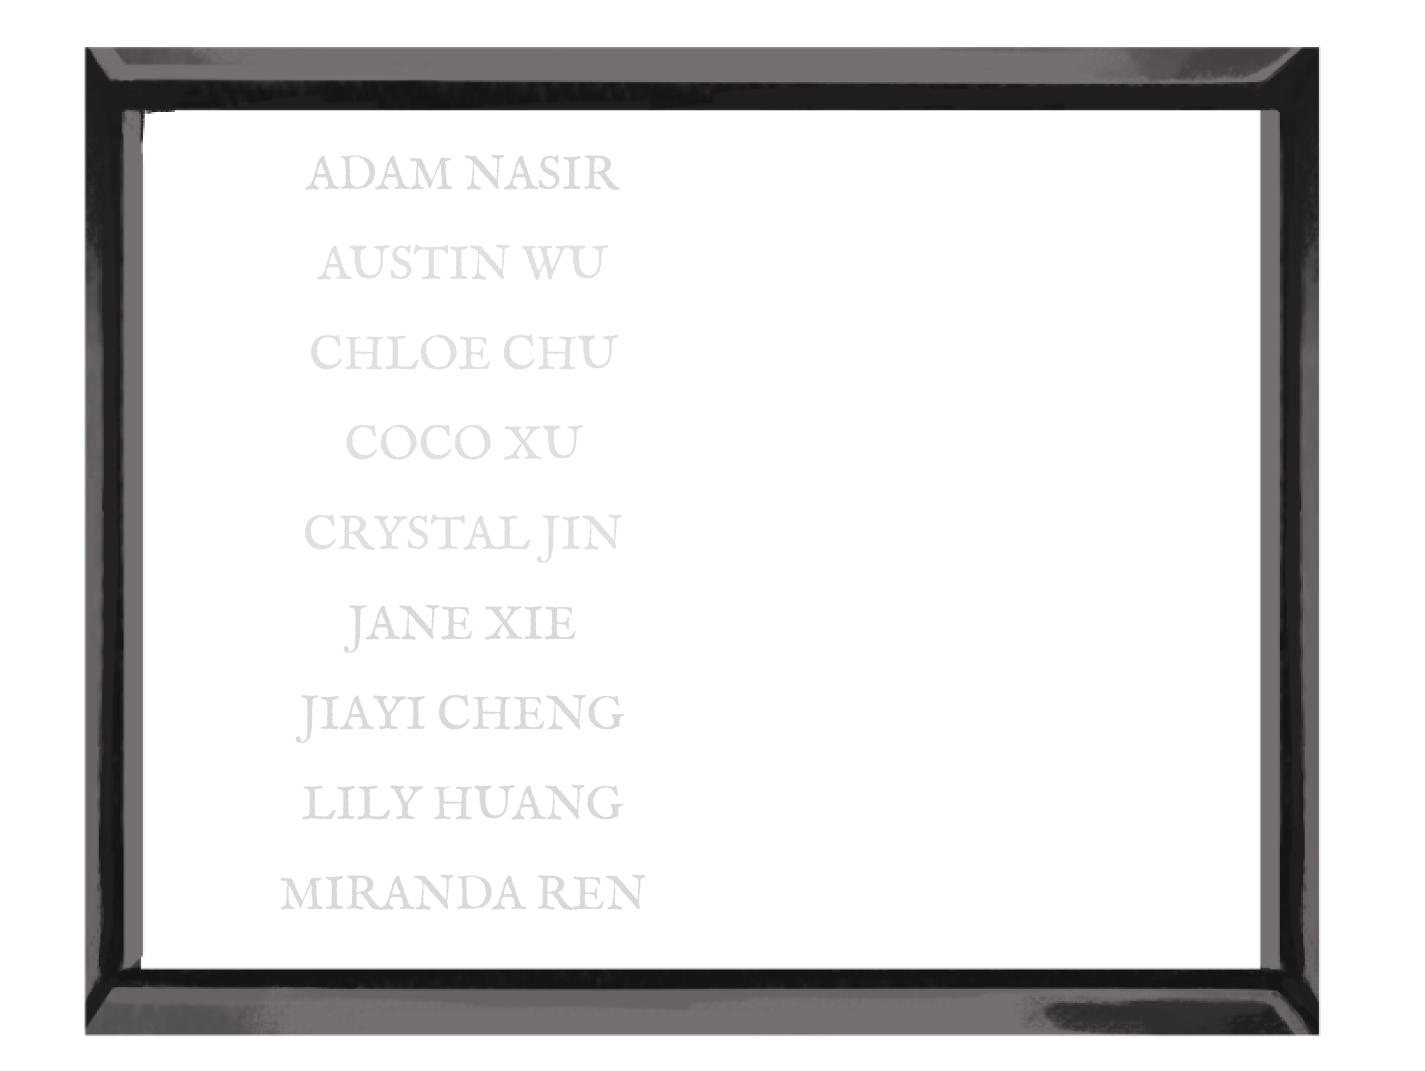 ADAM NASIR
AUSTIN WU
CHLOE CHU
COCO XU
CRYSTAL JIN
JANE XIE
JIAYI CHENG
LILY HUANG
MIRANDA REN